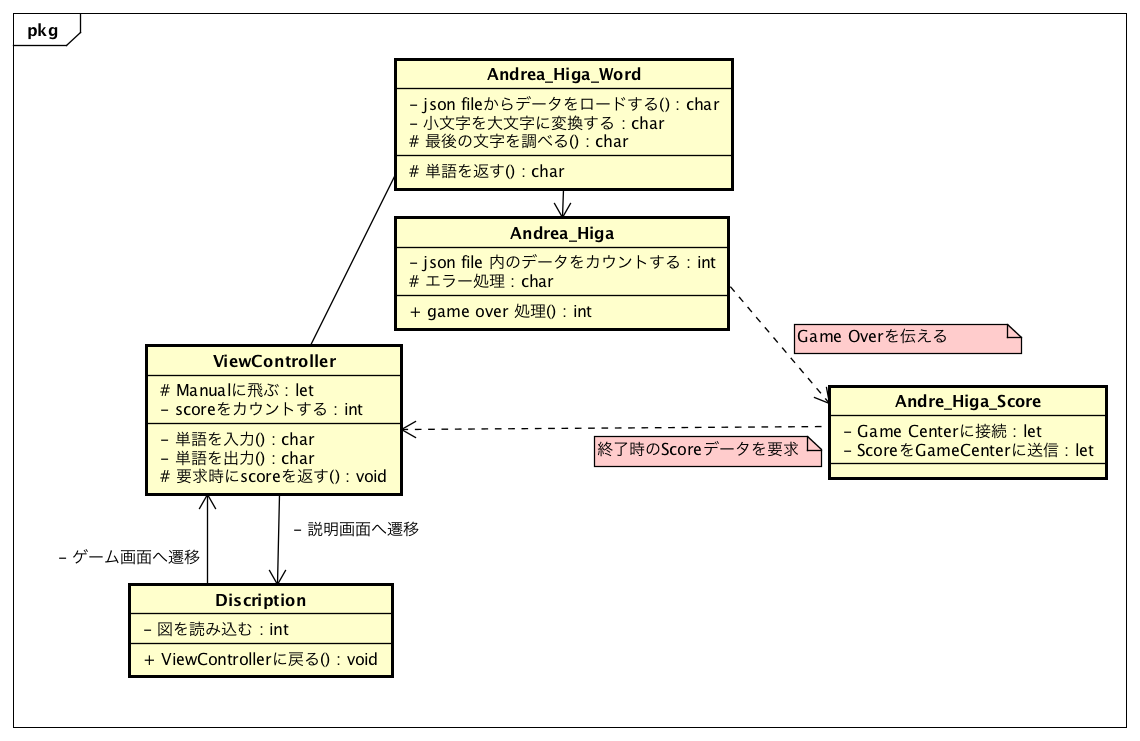 pkg
Andrea_Higa_Word
- json fileからデータをロードする() : char
- 小文字を大文字に変換する : char
# 最後の文字を調べる() : char
# 単語を返す() : char
Andrea_Higa
- json file 内のデータをカウントする : int
# エラー処理 : char
+ game over 処理() : int
Game Overを伝える
ViewController
# Manualに飛ぶ : let
- scoreをカウントする : int
- 単語を入力() : char
- 単語を出力() : char
# 要求時にscoreを返す() : void
Andre_Higa_Score
- Game Centerに接続 : let
- ScoreをGameCenterに送信 : let
終了時のScoreデータを要求
- 説明画面へ遷移
- ゲーム画面へ遷移
Discription
- 図を読み込む : int
+ ViewControllerに戻る() : void